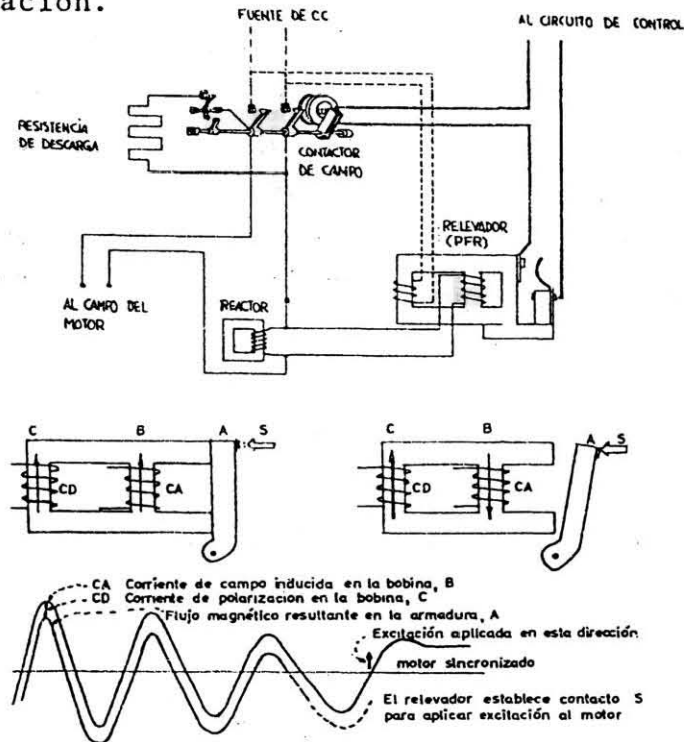 ación.
FUENTE DE CC
AL CIRCUITO DE CONTROL
RESISTENCIA
DE DESCARGA
CONTACTOR
DE CAMPO
RELEVADOR
(PFR)
AL CAMPO DEL
MOTOR
REACTOR
C B A S
CD CA
C B A S
CD CA
CA Corriente de campo inducida en la bobina, B
CD Corriente de polarizacion en la bobina, C
Flujo magnético resultante en la armadura, A
Excitación aplicada en esta dirección
motor sincronizado
El relevador establece contacto S
para aplicar excitación al motor